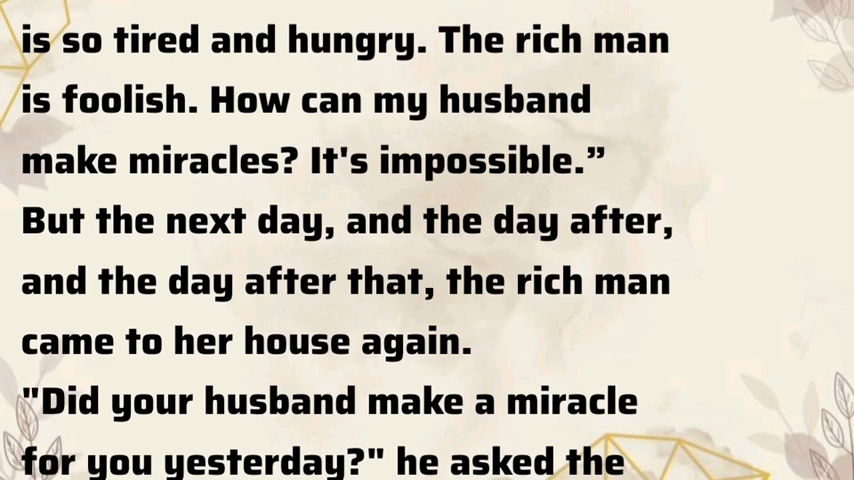 is so tired and hungry. The rich man
is foolish. How can my husband
make miracles? It's impossible.”
But the next day, and the day after,
and the day after that, the rich man
came to her house again.
"Did your husband make a miracle
for you yesterday?" he asked the